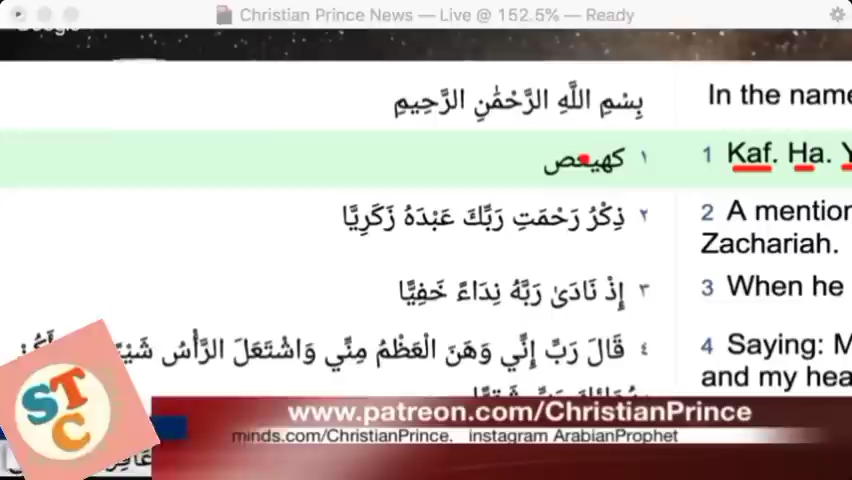 Christian Prince News — Live @ 152.5% — Ready
بِسْمِ اللَّهِ الرَّحْمَٰنِ الرَّحِيمِ
In the name
١ كهيعص
1 Kaf. Ha. Y
٢ ذِكْرُ رَحْمَتِ رَبِّكَ عَبْدَهُ زَكَرِيَّا
2 A mention
Zachariah.
٣ إِذْ نَادَىٰ رَبَّهُ نِدَاءً خَفِيًّا
3 When he
٤ قَالَ رَبِّ إِنِّي وَهَنَ الْعَظْمُ مِنِّي وَاشْتَعَلَ الرَّأْسُ
4 Saying: M
and my hea
STC
www.patreon.com/ChristianPrince
minds.com/ChristianPrince. instagram ArabianProphet